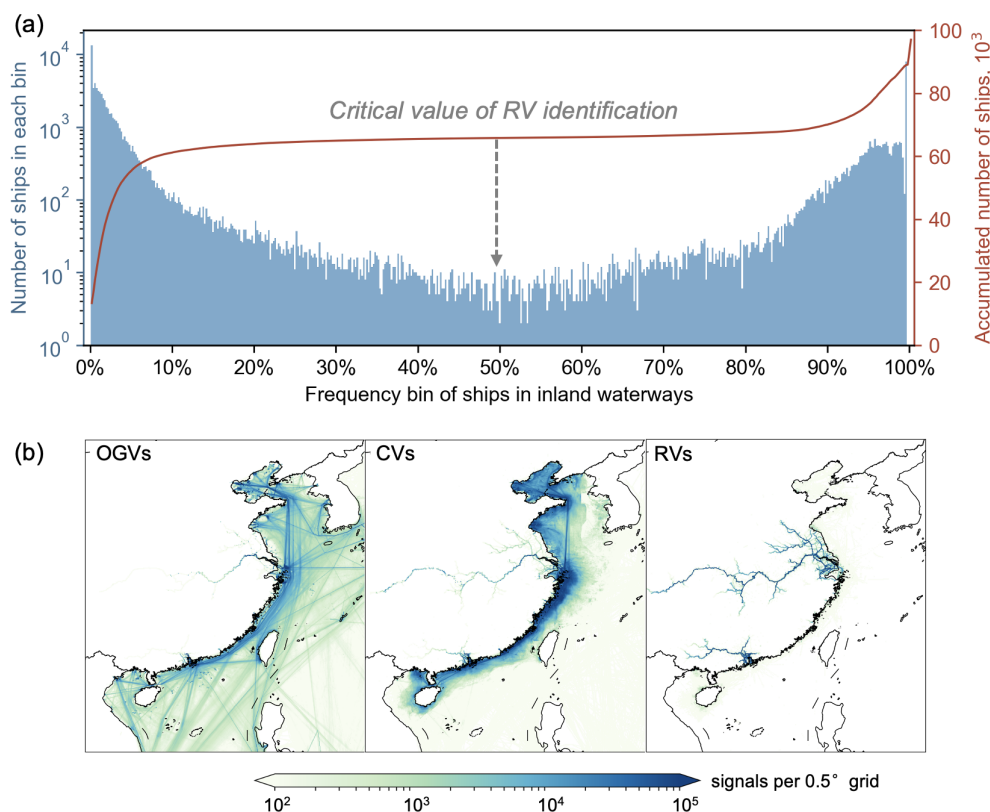 (a)
Number of ships in each bin
10⁴
10³
10²
10¹
10⁰
Critical value of RV identification
100
80
60
40
20
0
Accumulated number of ships. 10³
0% 10% 20% 30% 40% 50% 60% 70% 80% 90% 100%
Frequency bin of ships in inland waterways
(b)
OGVs CVs RVs
10² 10³ 10⁴ 10⁵
signals per 0.5° grid